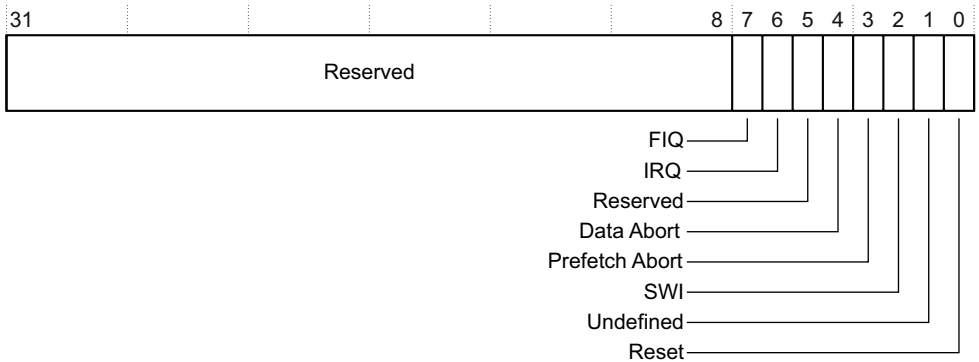 31 8 7 6 5 4 3 2 1 0
Reserved
FIQ
IRQ
Reserved
Data Abort
Prefetch Abort
SWI
Undefined
Reset